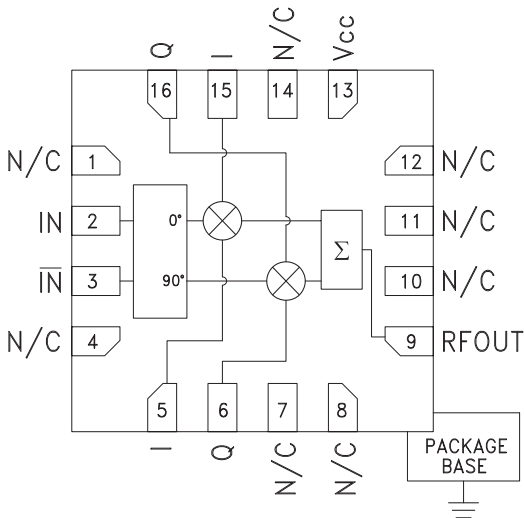 Q I N/C Vcc
16 15 14 13
N/C 1 12 N/C
IN 2 0° 11 N/C
Σ
I̅N̅ 3 90° 10 N/C
N/C 4 9 RFOUT
5 6 7 8
I Q N/C N/C
PACKAGE
BASE